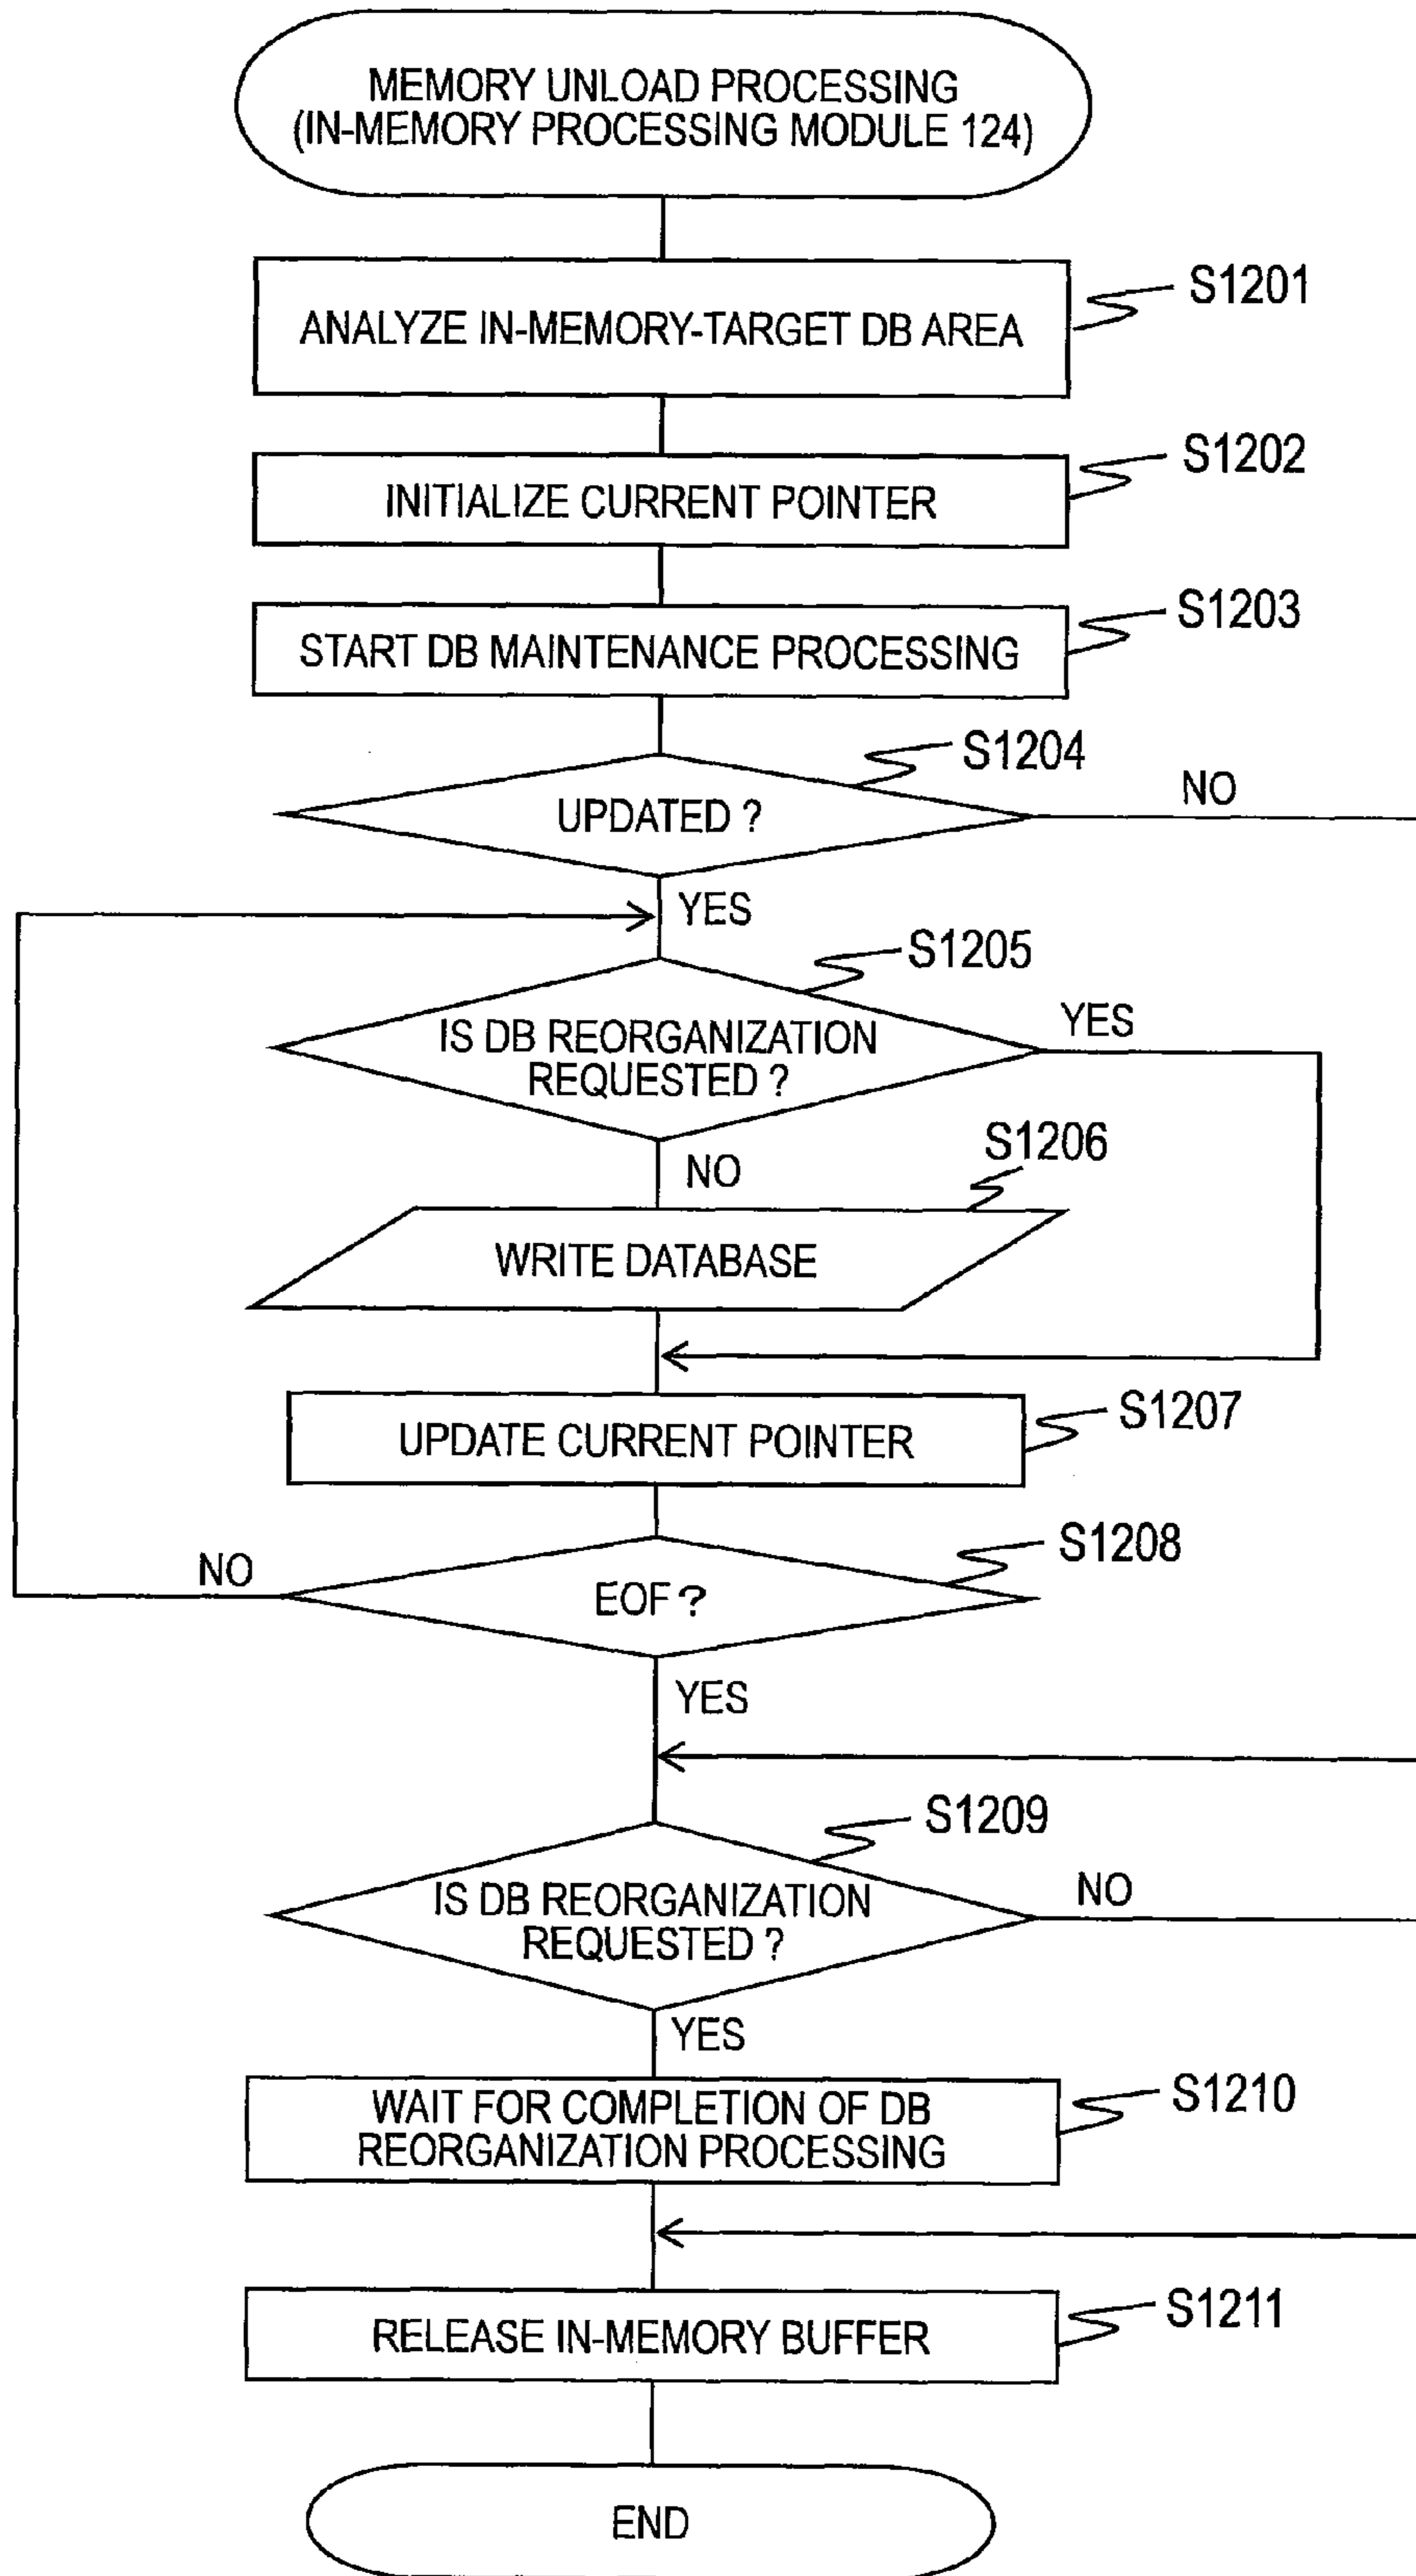 MEMORY UNLOAD PROCESSING
(IN-MEMORY PROCESSING MODULE 124)
S1201
ANALYZE IN-MEMORY-TARGET DB AREA
S1202
INITIALIZE CURRENT POINTER
S1203
START DB MAINTENANCE PROCESSING
S1204
NO
UPDATED ?
YES
S1205
YES
IS DB REORGANIZATION
REQUESTED ?
S1206
NO
WRITE DATABASE
S1207
UPDATE CURRENT POINTER
S1208
NO
EOF ?
YES
S1209
NO
IS DB REORGANIZATION
REQUESTED ?
YES
S1210
WAIT FOR COMPLETION OF DB
REORGANIZATION PROCESSING
S1211
RELEASE IN-MEMORY BUFFER
END